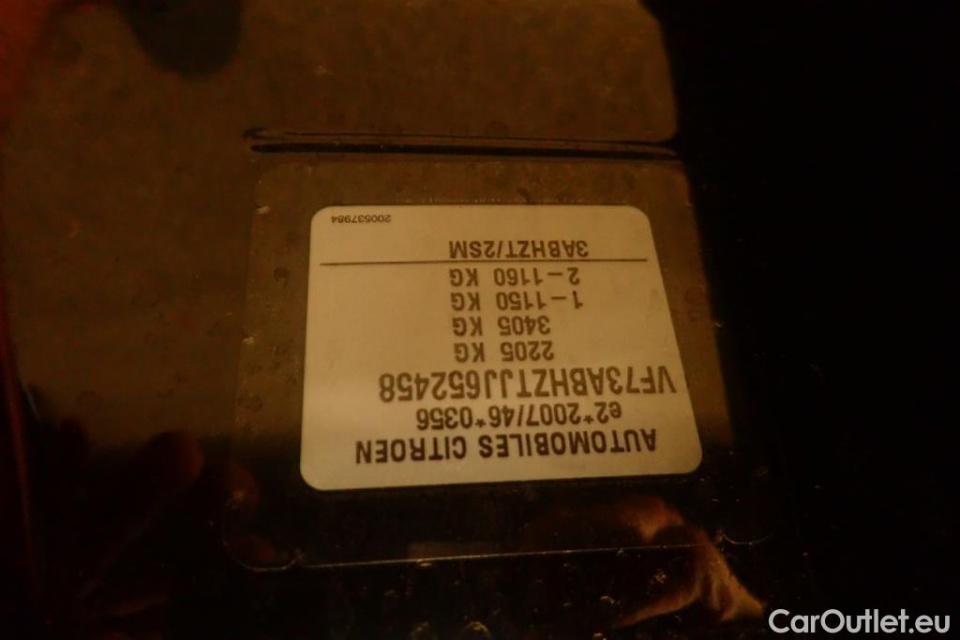 AUTOMOBILES CITROEN
e2*2007/46*0356
VF73ABHZTJJ652458
2205 KG
3405 KG
1-1150 KG
2-1160 KG
3ABHZT/2SM
200537984
CarOutlet.eu